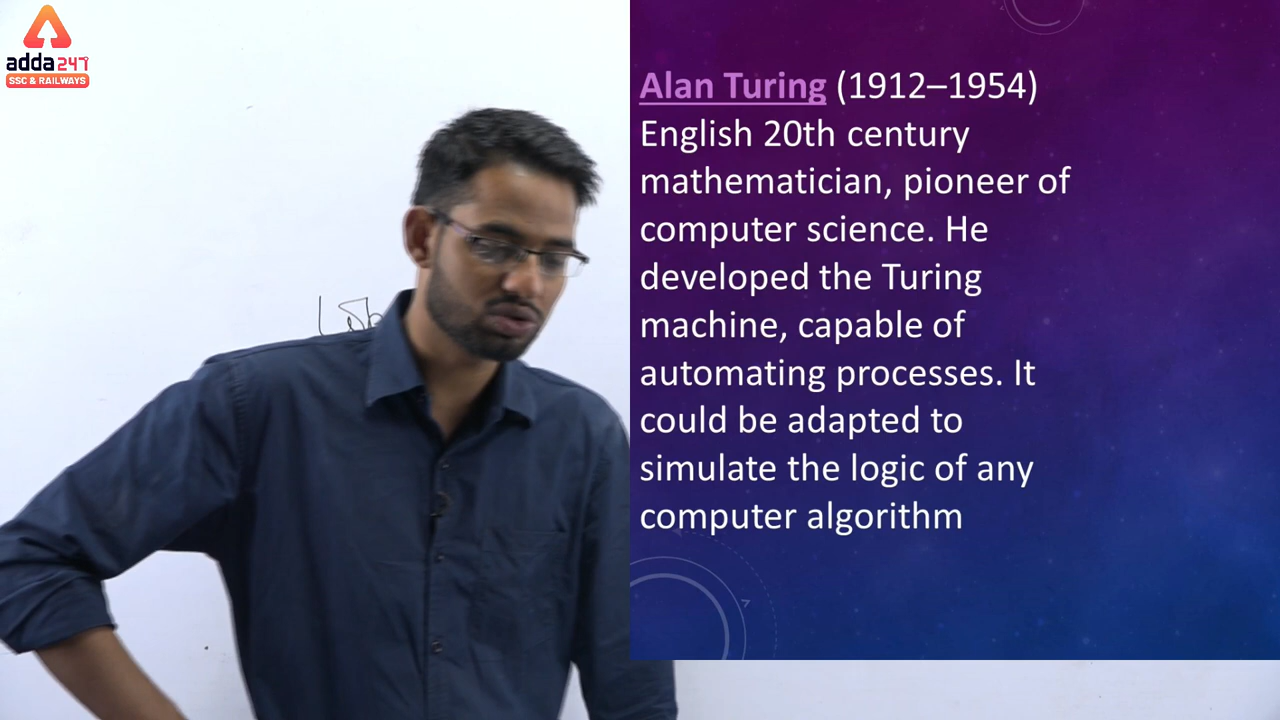 adda247
SSC & RAILWAYS
Alan Turing (1912–1954)
English 20th century
mathematician, pioneer of
computer science. He
developed the Turing
machine, capable of
automating processes. It
could be adapted to
simulate the logic of any
computer algorithm